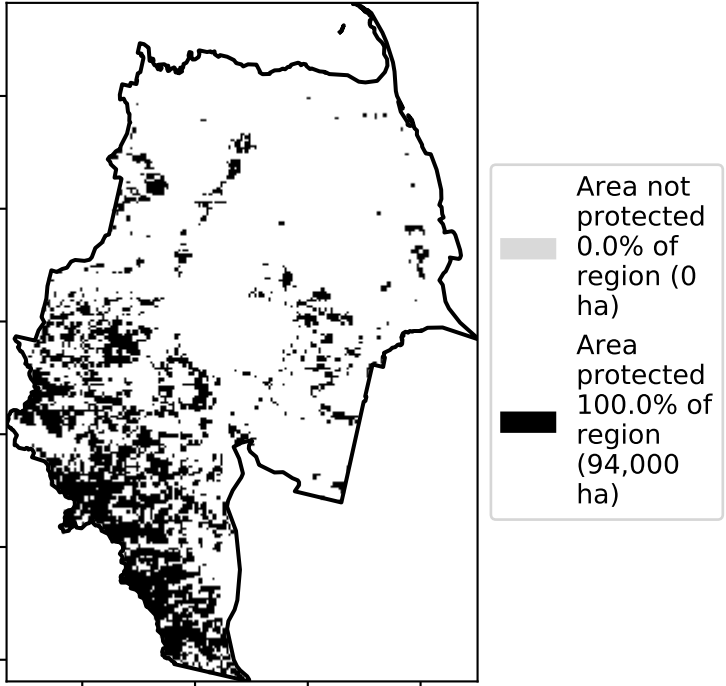 Area not
protected
0.0% of
region (0
ha)
Area
protected
100.0% of
region
(94,000
ha)